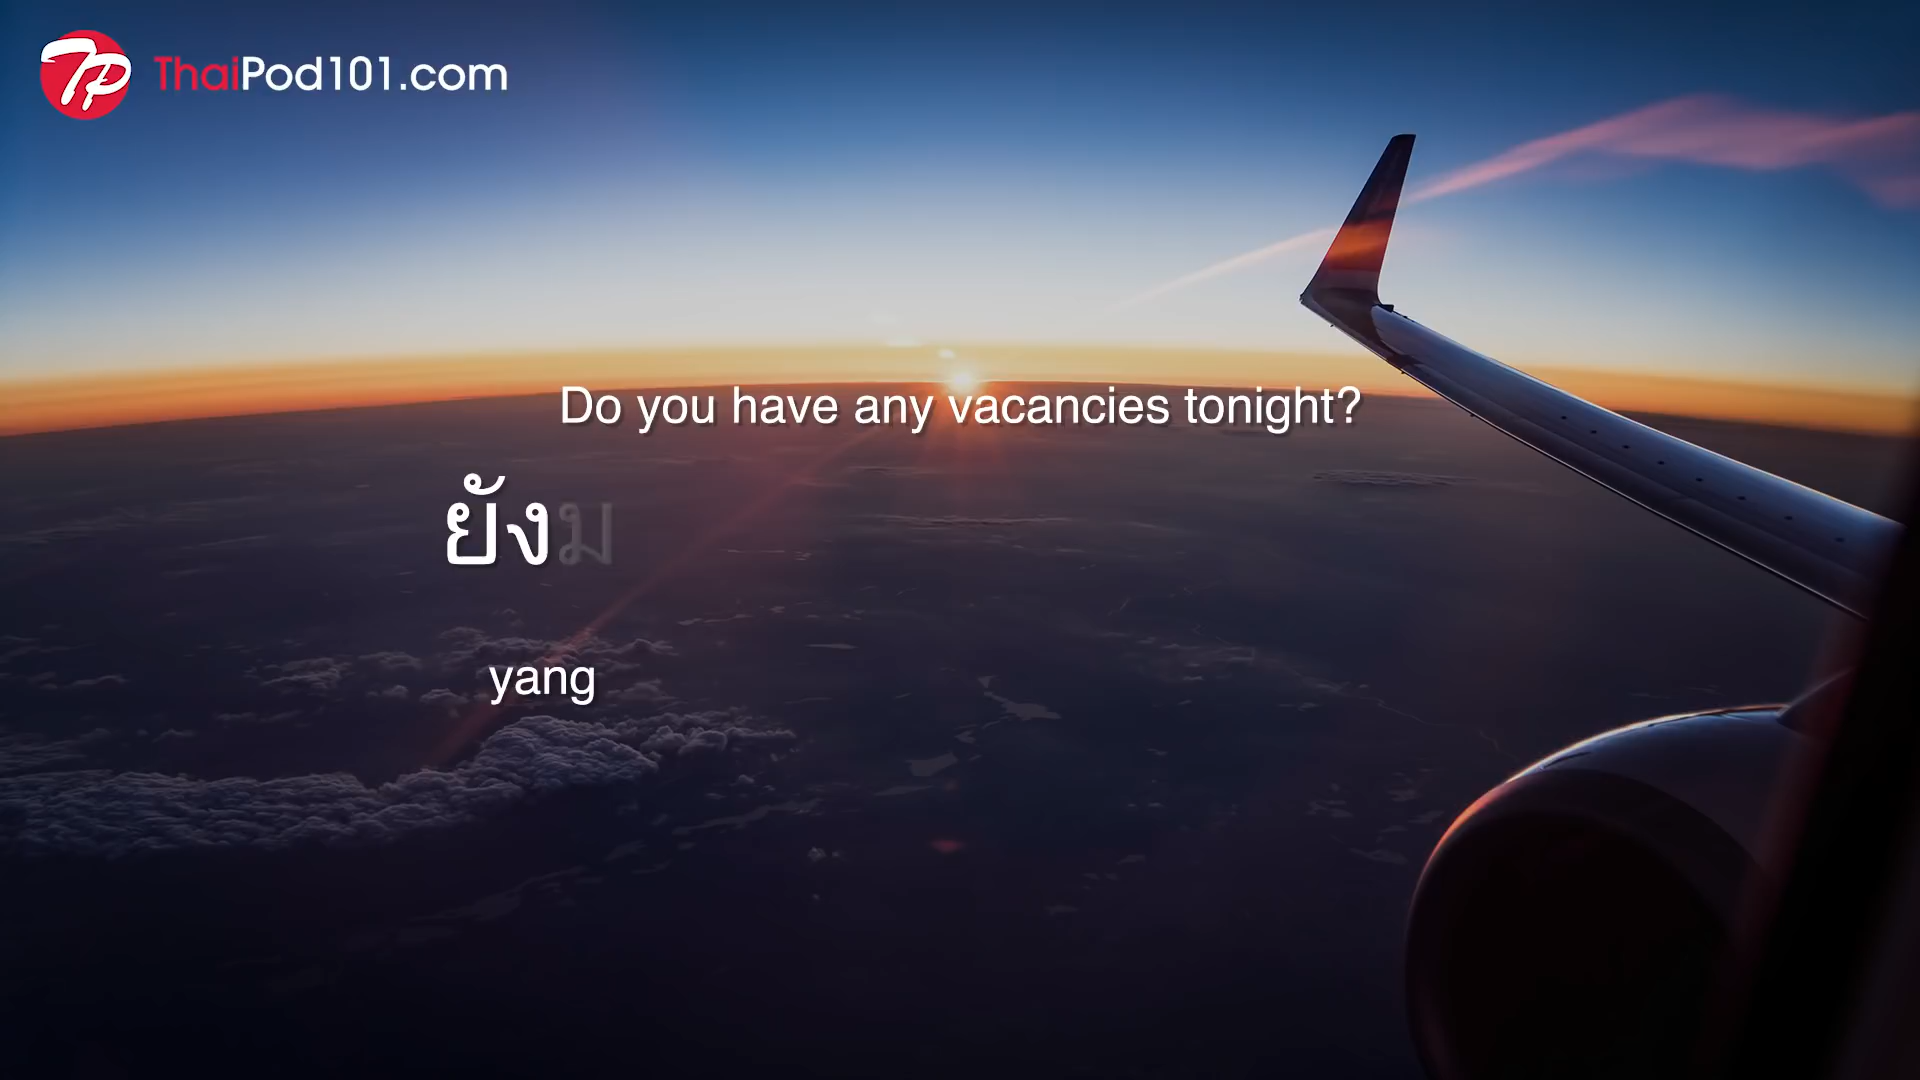 ThaiPod101.com
Do you have any vacancies tonight?
ยังม
yang